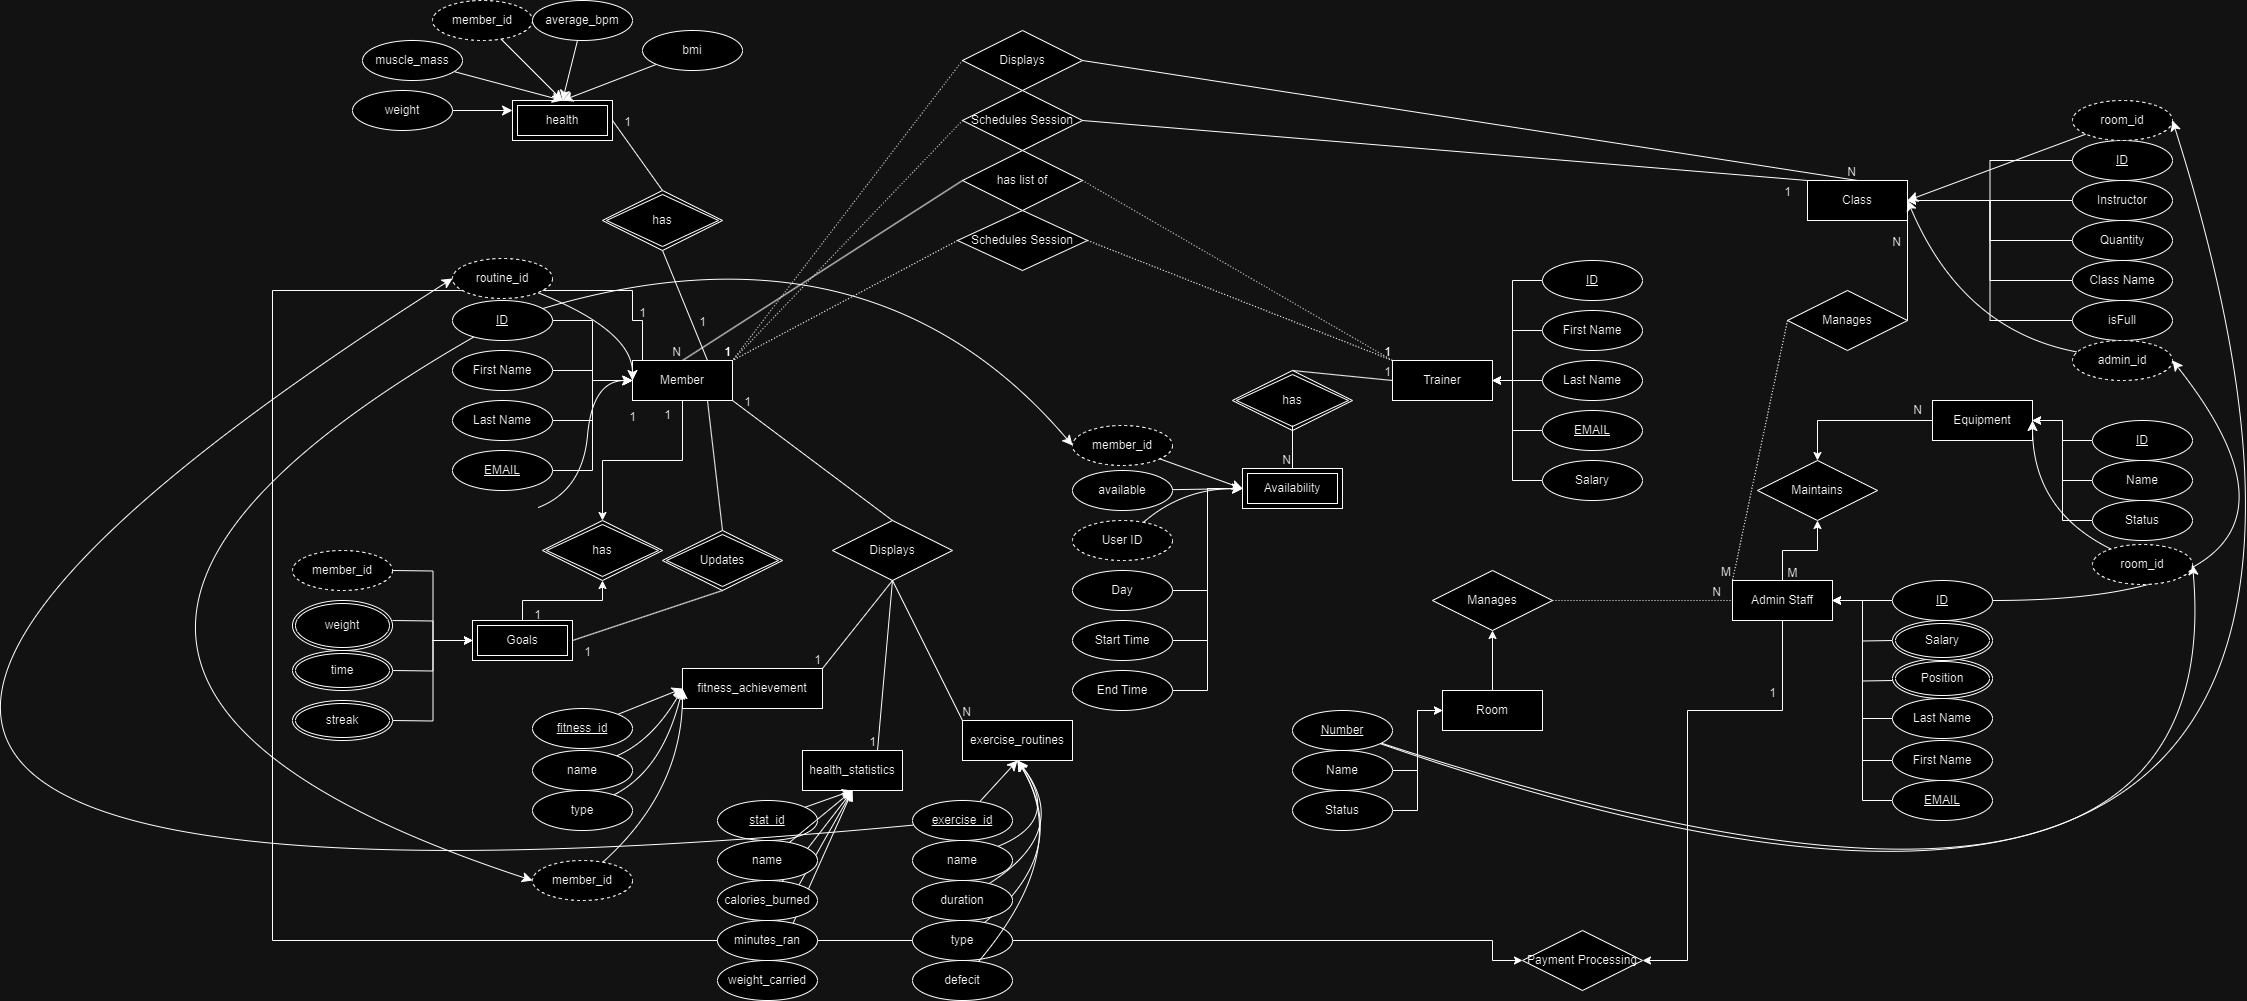 member_id
average_bpm
muscle_mass
bmi
weight
health
1
has
1
Displays
Schedules Session
has list of
Schedules Session
N
1
Class
N
room_id
ID
Instructor
Quantity
Class Name
isFull
admin_id
Manages
routine_id
ID
First Name
Last Name
EMAIL
1
N
1
Member
1
1
1
ID
First Name
Last Name
EMAIL
Salary
1
1
Trainer
has
N
Availability
member_id
available
User ID
Day
Start Time
End Time
N
Equipment
ID
Name
Status
room_id
Maintains
M
M
N
Admin Staff
1
ID
Salary
Position
Last Name
First Name
EMAIL
Manages
Room
Number
Name
Status
has
Updates
Displays
member_id
weight
time
streak
1
Goals
1
1
fitness_achievement
fitness_id
name
type
member_id
1
health_statistics
stat_id
name
calories_burned
minutes_ran
weight_carried
N
exercise_routines
exercise_id
name
duration
type
defecit
Payment Processing